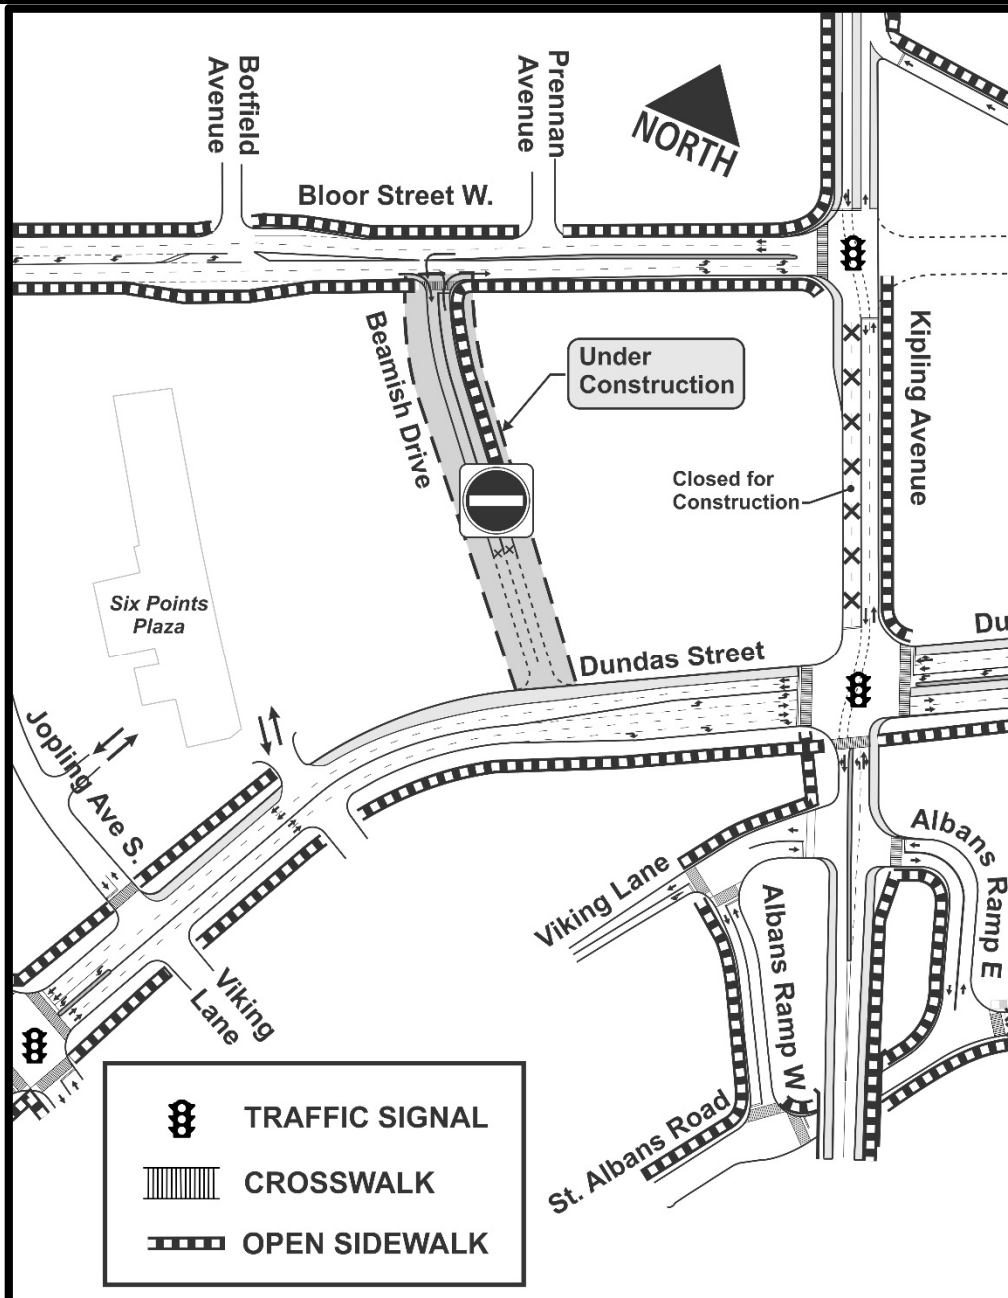 Botfield
Avenue
Prennan
Avenue
NORTH
Bloor Street W.
Beamish Drive
Under
Construction
Kipling Avenue
Closed for
Construction
Six Points
Plaza
Dundas Street
Du
Jopling Ave S.
Albans
Ramp E
Viking Lane
Albans
Ramp W
Viking
Lane
St. Albans Road
TRAFFIC SIGNAL
CROSSWALK
OPEN SIDEWALK